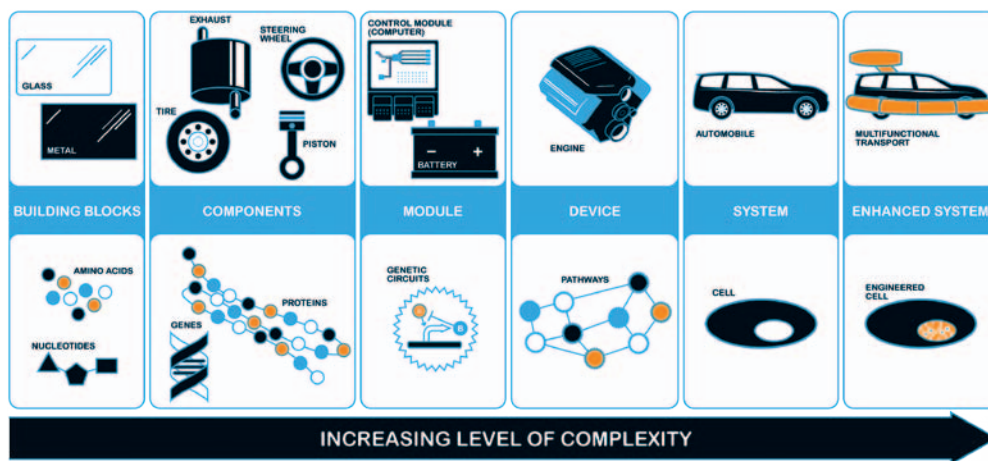 EXHAUST
STEERING
WHEEL
CONTROL MODULE
(COMPUTER)
GLASS
TIRE
METAL
PISTON
BATTERY
ENGINE
AUTOMOBILE
MULTIFUNCTIONAL
TRANSPORT
BUILDING BLOCKS
COMPONENTS
MODULE
DEVICE
SYSTEM
ENHANCED SYSTEM
AMINO ACIDS
NUCLEOTIDES
PROTEINS
GENES
GENETIC
CIRCUITS
A
B
PATHWAYS
CELL
ENGINEERED
CELL
INCREASING LEVEL OF COMPLEXITY